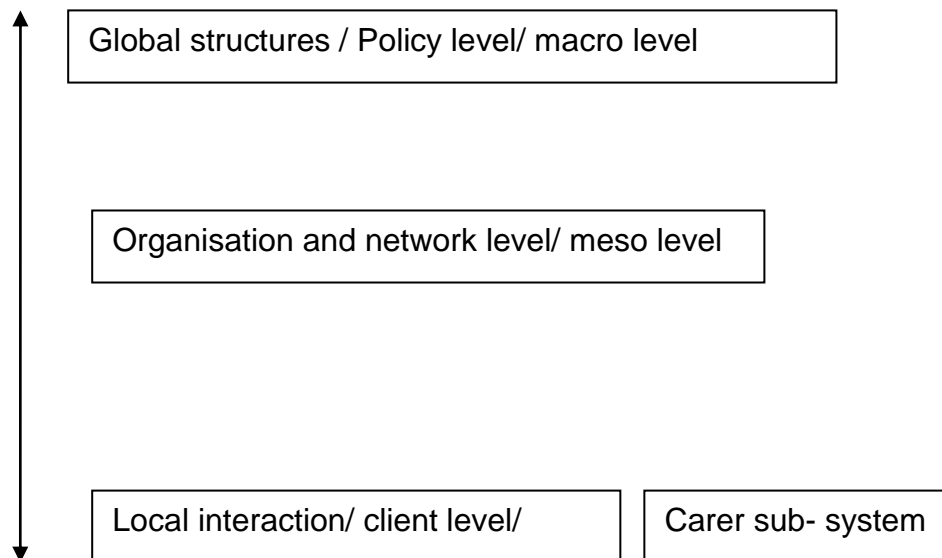 Global structures / Policy level/ macro level
Organisation and network level/ meso level
Local interaction/ client level/
Carer sub- system